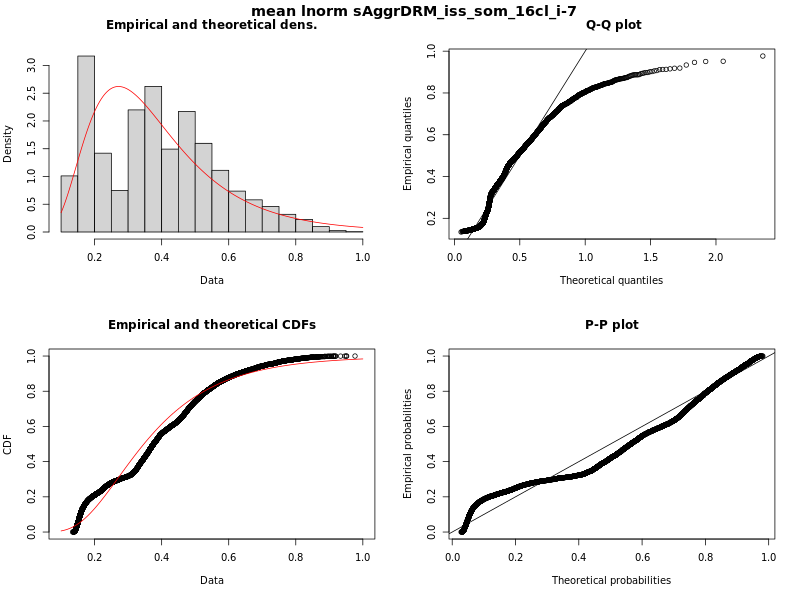 mean lnorm sAggrDRM_iss_som_16cl_i-7
Empirical and theoretical dens.
Density
0.0 0.5 1.0 1.5 2.0 2.5 3.0
0.2 0.4 0.6 0.8 1.0
Data
Q-Q plot
Empirical quantiles
0.2 0.4 0.6 0.8 1.0
0.0 0.5 1.0 1.5 2.0
Theoretical quantiles
Empirical and theoretical CDFs
CDF
0.0 0.2 0.4 0.6 0.8 1.0
0.2 0.4 0.6 0.8 1.0
Data
P-P plot
Empirical probabilities
0.0 0.2 0.4 0.6 0.8 1.0
0.0 0.2 0.4 0.6 0.8 1.0
Theoretical probabilities